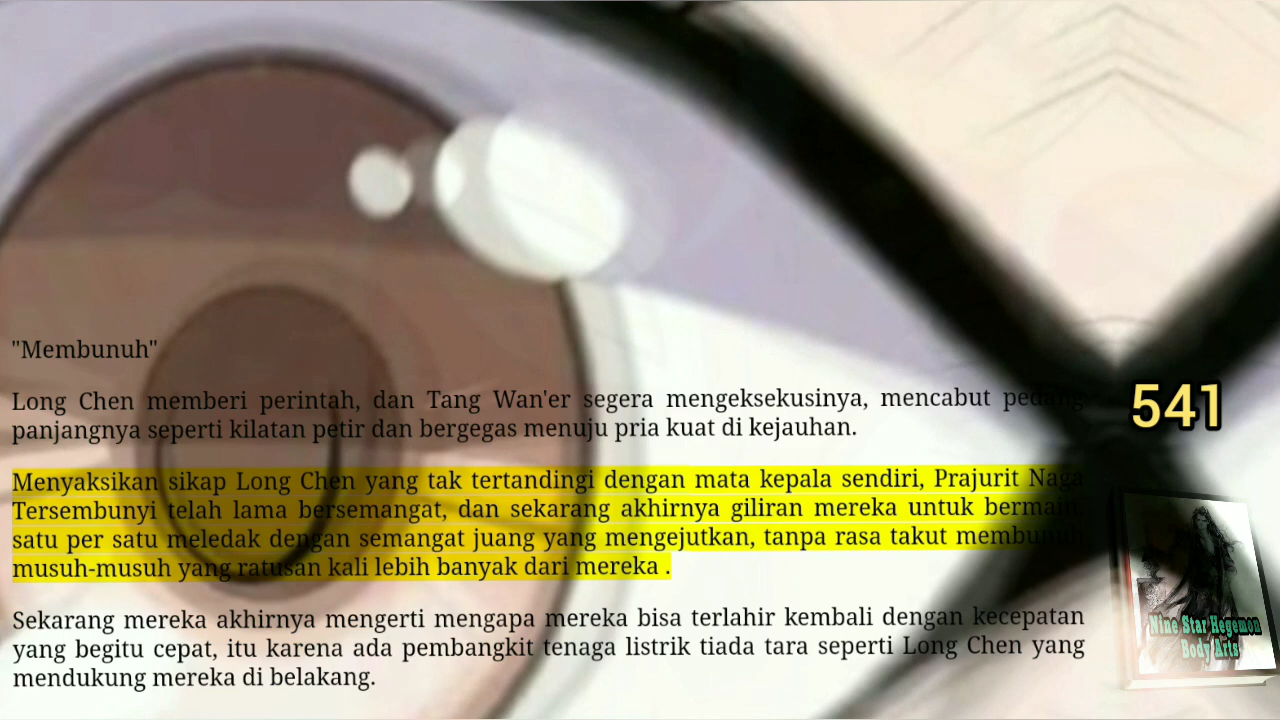 "Membunuh"
Long Chen memberi perintah, dan Tang Wan'er segera mengeksekusinya, mencabut pedang
panjangnya seperti kilatan petir dan bergegas menuju pria kuat di kejauhan.
Menyaksikan sikap Long Chen yang tak tertandingi dengan mata kepala sendiri, Prajurit Naga
Tersembunyi telah lama bersemangat, dan sekarang akhirnya giliran mereka untuk bermain,
satu per satu meledak dengan semangat juang yang mengejutkan, tanpa rasa takut membunuh
musuh-musuh yang ratusan kali lebih banyak dari mereka .
Sekarang mereka akhirnya mengerti mengapa mereka bisa terlahir kembali dengan kecepatan
yang begitu cepat, itu karena ada pembangkit tenaga listrik tiada tara seperti Long Chen yang
mendukung mereka di belakang.
541
Nine Star Hegemon
Body Arts